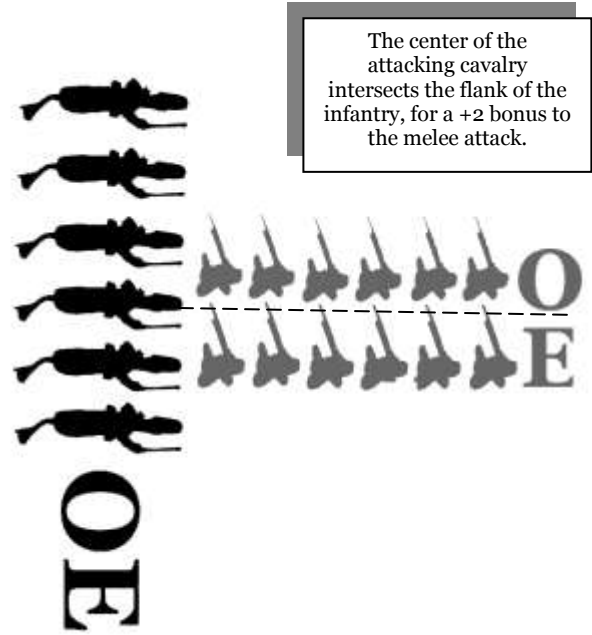 The center of the
attacking cavalry
intersects the flank of the
infantry, for a +2 bonus to
the melee attack.
O
E
OE